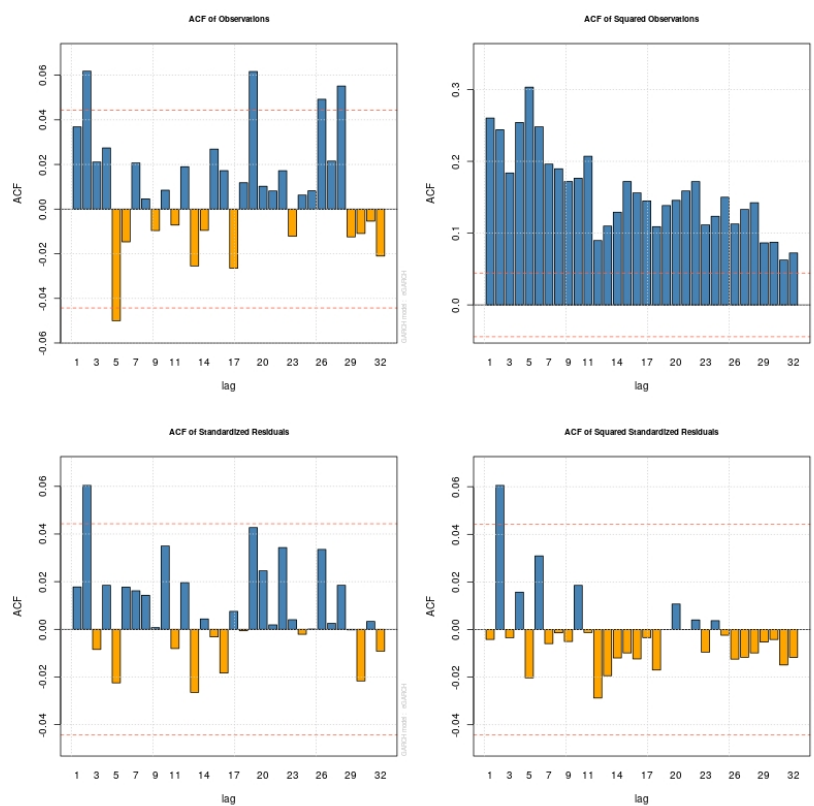 ACF of Observations
ACF
0.06
0.04
0.02
0.00
-0.02
-0.04
-0.06
1 3 5 7 9 11 14 17 20 23 26 29 32
lag
GARCH model : sGARCH
ACF of Squared Observations
ACF
0.3
0.2
0.1
0.0
1 3 5 7 9 11 14 17 20 23 26 29 32
lag
ACF of Standardized Residuals
ACF
0.06
0.04
0.02
0.00
-0.02
-0.04
1 3 5 7 9 11 14 17 20 23 26 29 32
lag
GARCH model : sGARCH
ACF of Squared Standardized Residuals
ACF
0.06
0.04
0.02
0.00
-0.02
-0.04
1 3 5 7 9 11 14 17 20 23 26 29 32
lag